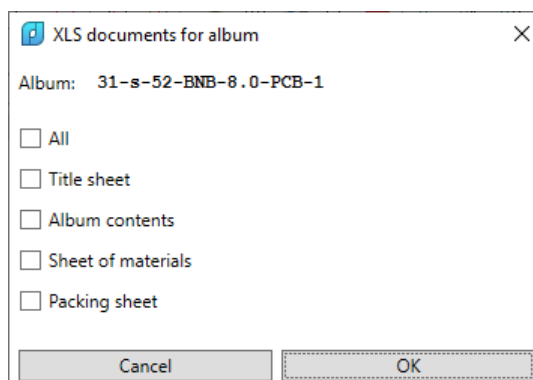 XLS documents for album
Album: 31-s-52-BNB-8.0-PCB-1
All
Title sheet
Album contents
Sheet of materials
Packing sheet
Cancel OK